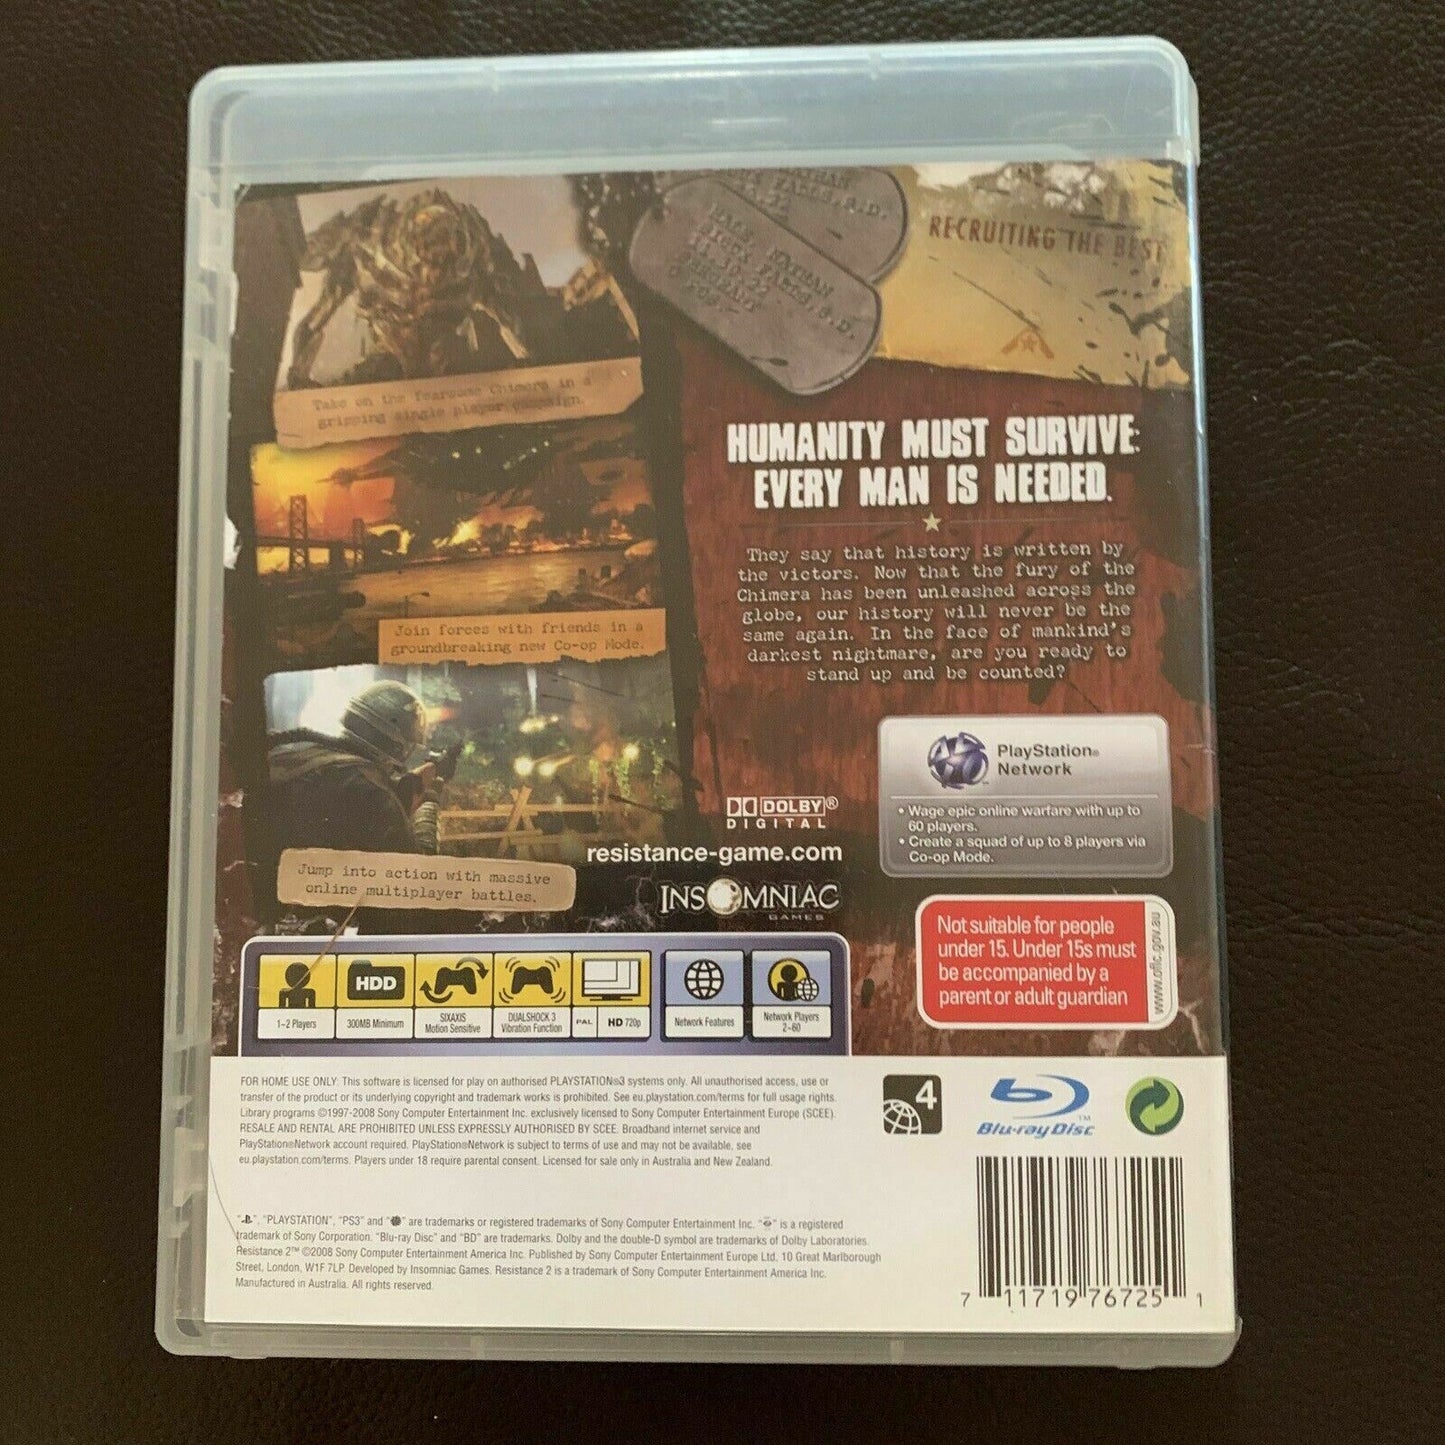 HALE, NATHAN
SIOUX FALLS, S.D.
11.30.22
SERGEANT
POS.
RECRUITING THE BEST
Take on the fearsome Chimera in a
gripping single player campaign.
HUMANITY MUST SURVIVE:
EVERY MAN IS NEEDED.
They say that history is written by
the victors. Now that the fury of the
Chimera has been unleashed across the
globe, our history will never be the
same again. In the face of mankind's
darkest nightmare, are you ready to
stand up and be counted?
Join forces with friends in a
groundbreaking new Co-op Mode.
PlayStation®
Network
• Wage epic online warfare with up to
60 players.
• Create a squad of up to 8 players via
Co-op Mode.
DOLBY®
DIGITAL
resistance-game.com
INSOMNIAC
GAMES
Jump into action with massive
online multiplayer battles.
Not suitable for people
under 15. Under 15s must
be accompanied by a
parent or adult guardian
www.oflc.gov.au
1-2 Players
HDD
300MB Minimum
SIXAXIS
Motion Sensitive
DUALSHOCK 3
Vibration Function
PAL
HD 720p
Network Features
Network Players
2-60
FOR HOME USE ONLY: This software is licensed for play on authorised PLAYSTATION®3 systems only. All unauthorised access, use or
transfer of the product or its underlying copyright and trademark works is prohibited. See eu.playstation.com/terms for full usage rights.
Library programs ©1997-2008 Sony Computer Entertainment Inc. exclusively licensed to Sony Computer Entertainment Europe (SCEE).
RESALE AND RENTAL ARE PROHIBITED UNLESS EXPRESSLY AUTHORISED BY SCEE. Broadband internet service and
PlayStation®Network account required. PlayStation®Network is subject to terms of use and may not be available, see
eu.playstation.com/terms. Players under 18 require parental consent. Licensed for sale only in Australia and New Zealand.
4
Blu-ray Disc™
"", "PLAYSTATION", "PS3" and "" are trademarks or registered trademarks of Sony Computer Entertainment Inc. "" is a registered
trademark of Sony Corporation. "Blu-ray Disc" and "BD" are trademarks. Dolby and the double-D symbol are trademarks of Dolby Laboratories.
Resistance 2™ ©2008 Sony Computer Entertainment America Inc. Published by Sony Computer Entertainment Europe Ltd. 10 Great Marlborough
Street, London, W1F 7LP. Developed by Insomniac Games. Resistance 2 is a trademark of Sony Computer Entertainment America Inc.
Manufactured in Australia. All rights reserved.
7 11719 76725 1